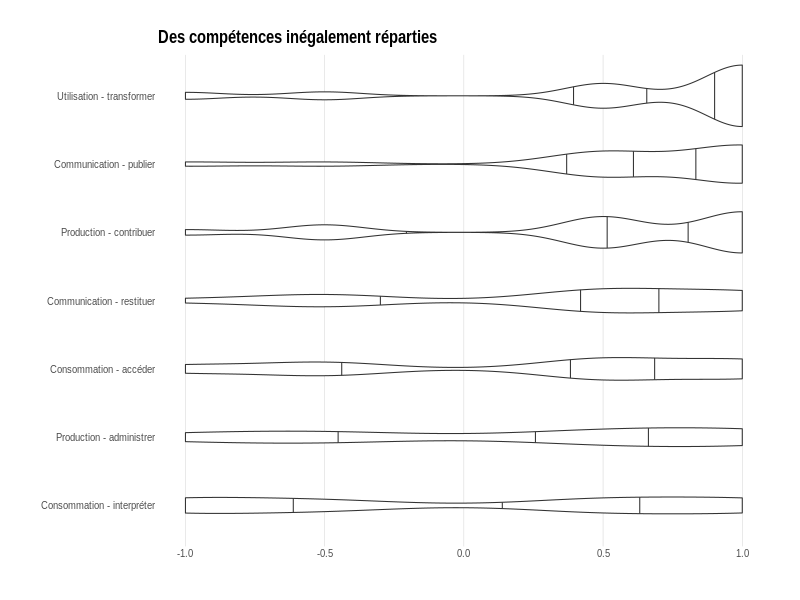 Des compétences inégalement réparties
Utilisation - transformer
Communication - publier
Production - contribuer
Communication - restituer
Consommation - accéder
Production - administrer
Consommation - interpréter
-1.0 -0.5 0.0 0.5 1.0